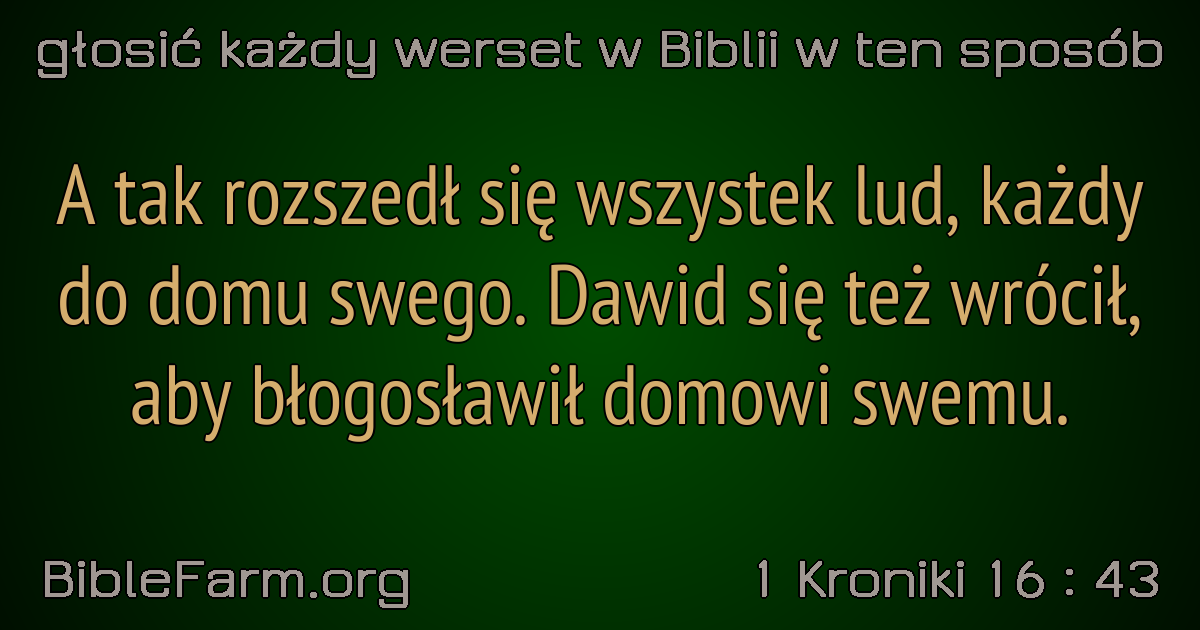 głosić każdy werset w Biblii w ten sposób
A tak rozszedł się wszystek lud, każdy
do domu swego. Dawid się też wrócił,
aby błogosławił domowi swemu.
BibleFarm.org
1 Kroniki 16 : 43